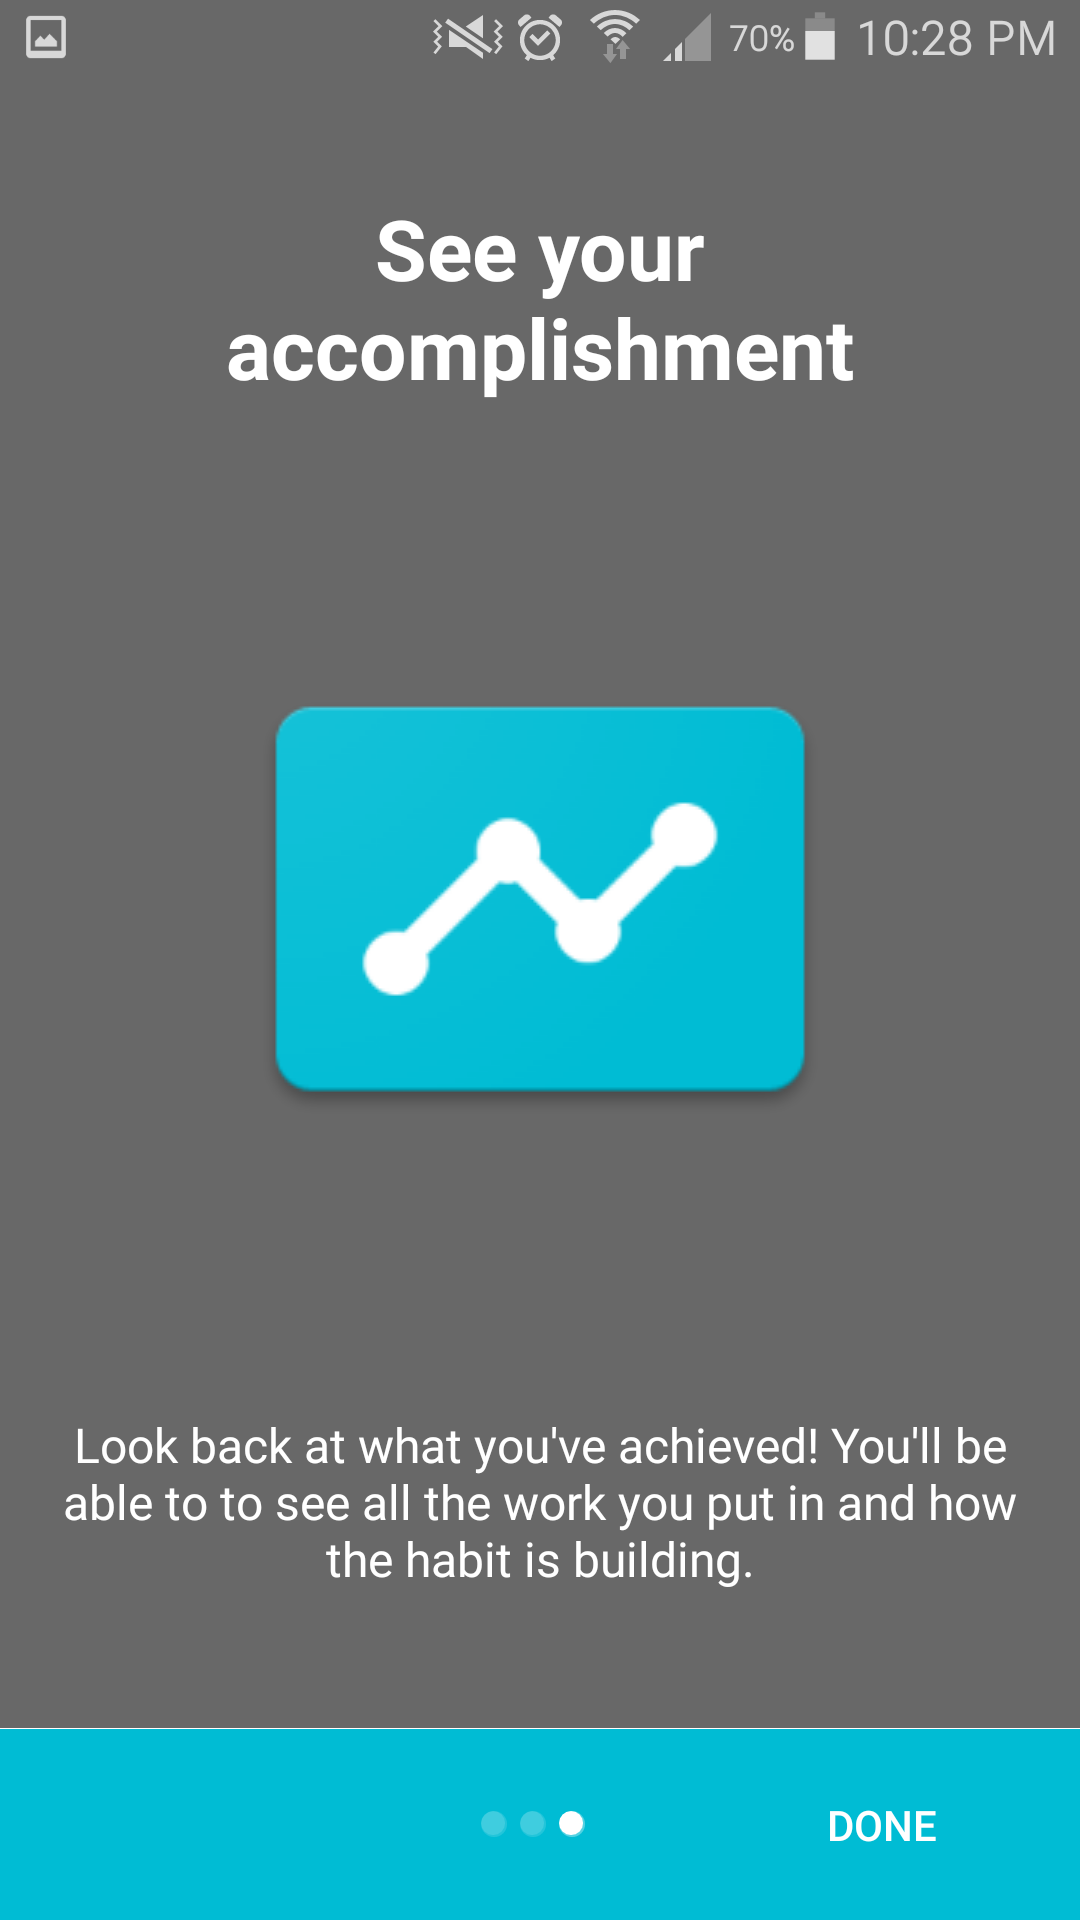 70% 10:28 PM
See your
accomplishment
Look back at what you've achieved! You'll be
able to to see all the work you put in and how
the habit is building.
DONE